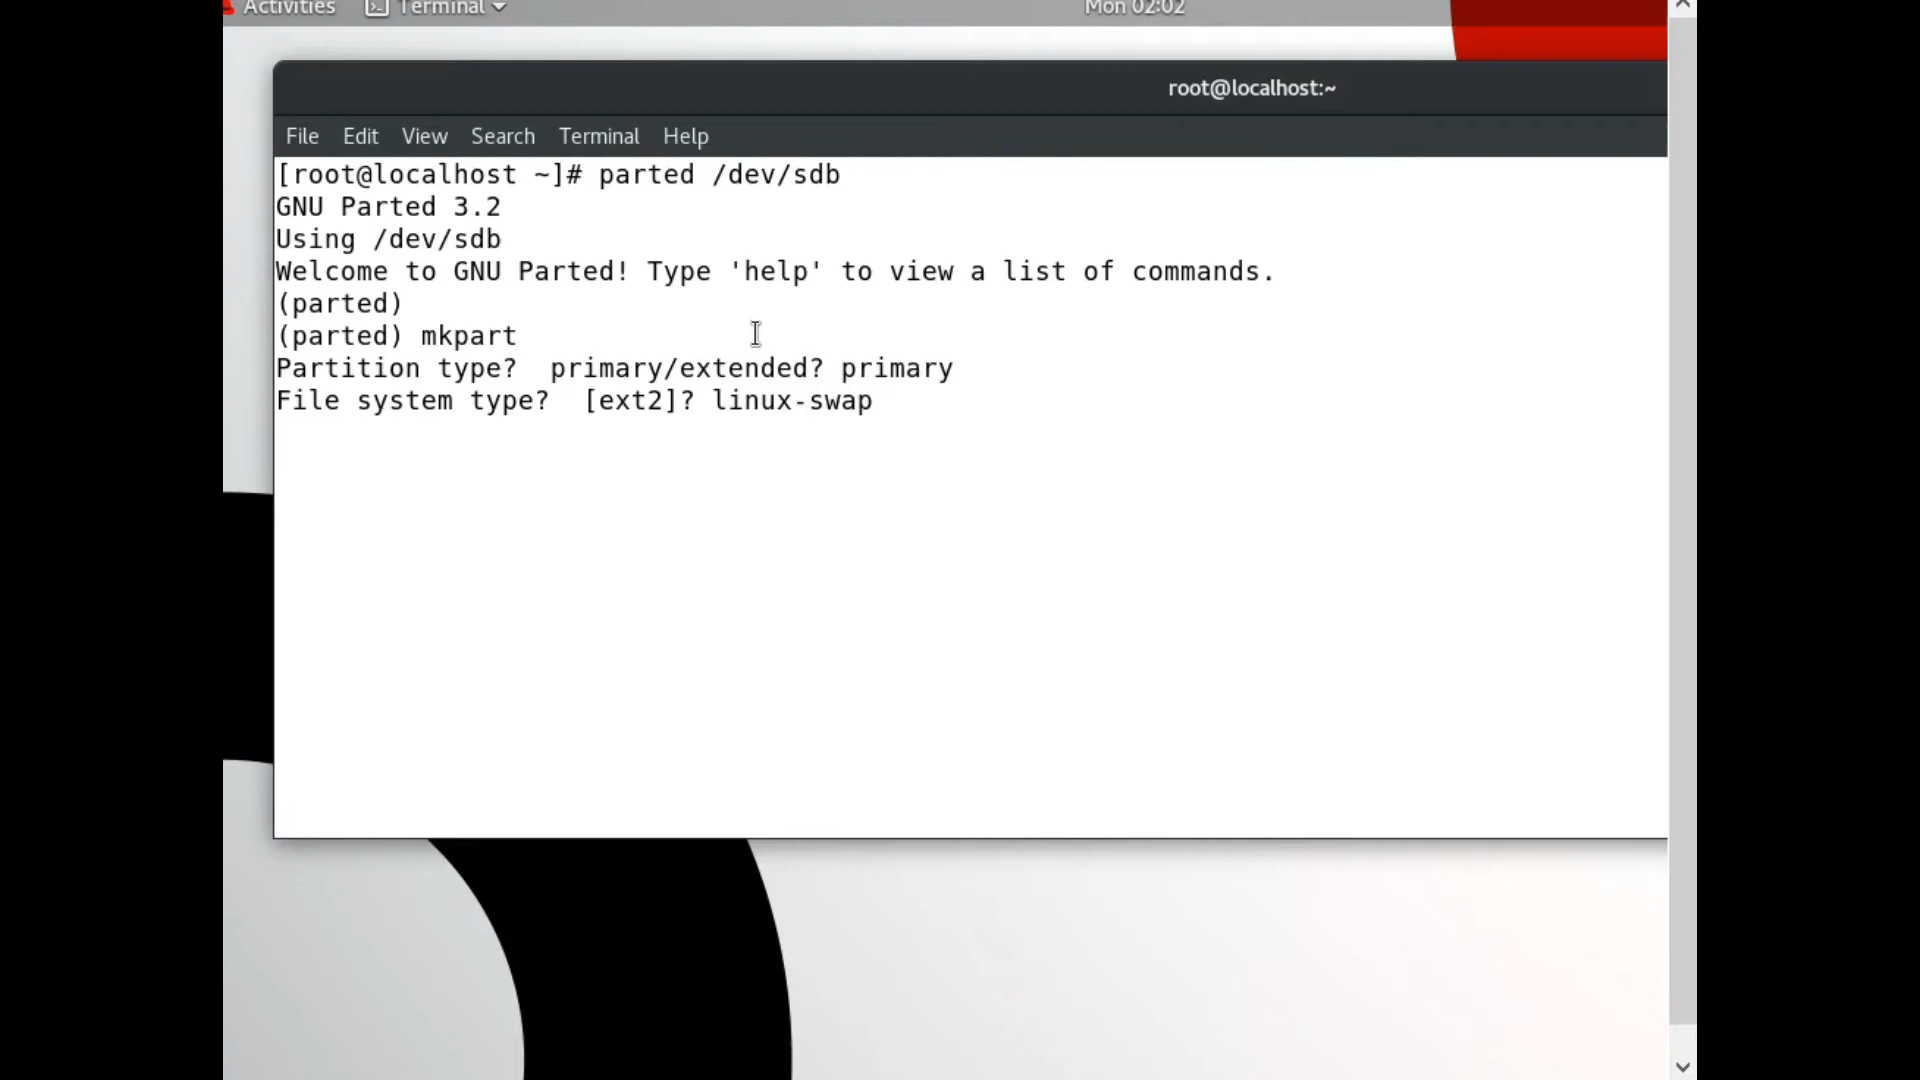 Activities Terminal Mon 02:02
root@localhost:~
File Edit View Search Terminal Help
[root@localhost ~]# parted /dev/sdb
GNU Parted 3.2
Using /dev/sdb
Welcome to GNU Parted! Type 'help' to view a list of commands.
(parted)
(parted) mkpart
Partition type?  primary/extended? primary
File system type?  [ext2]? linux-swap